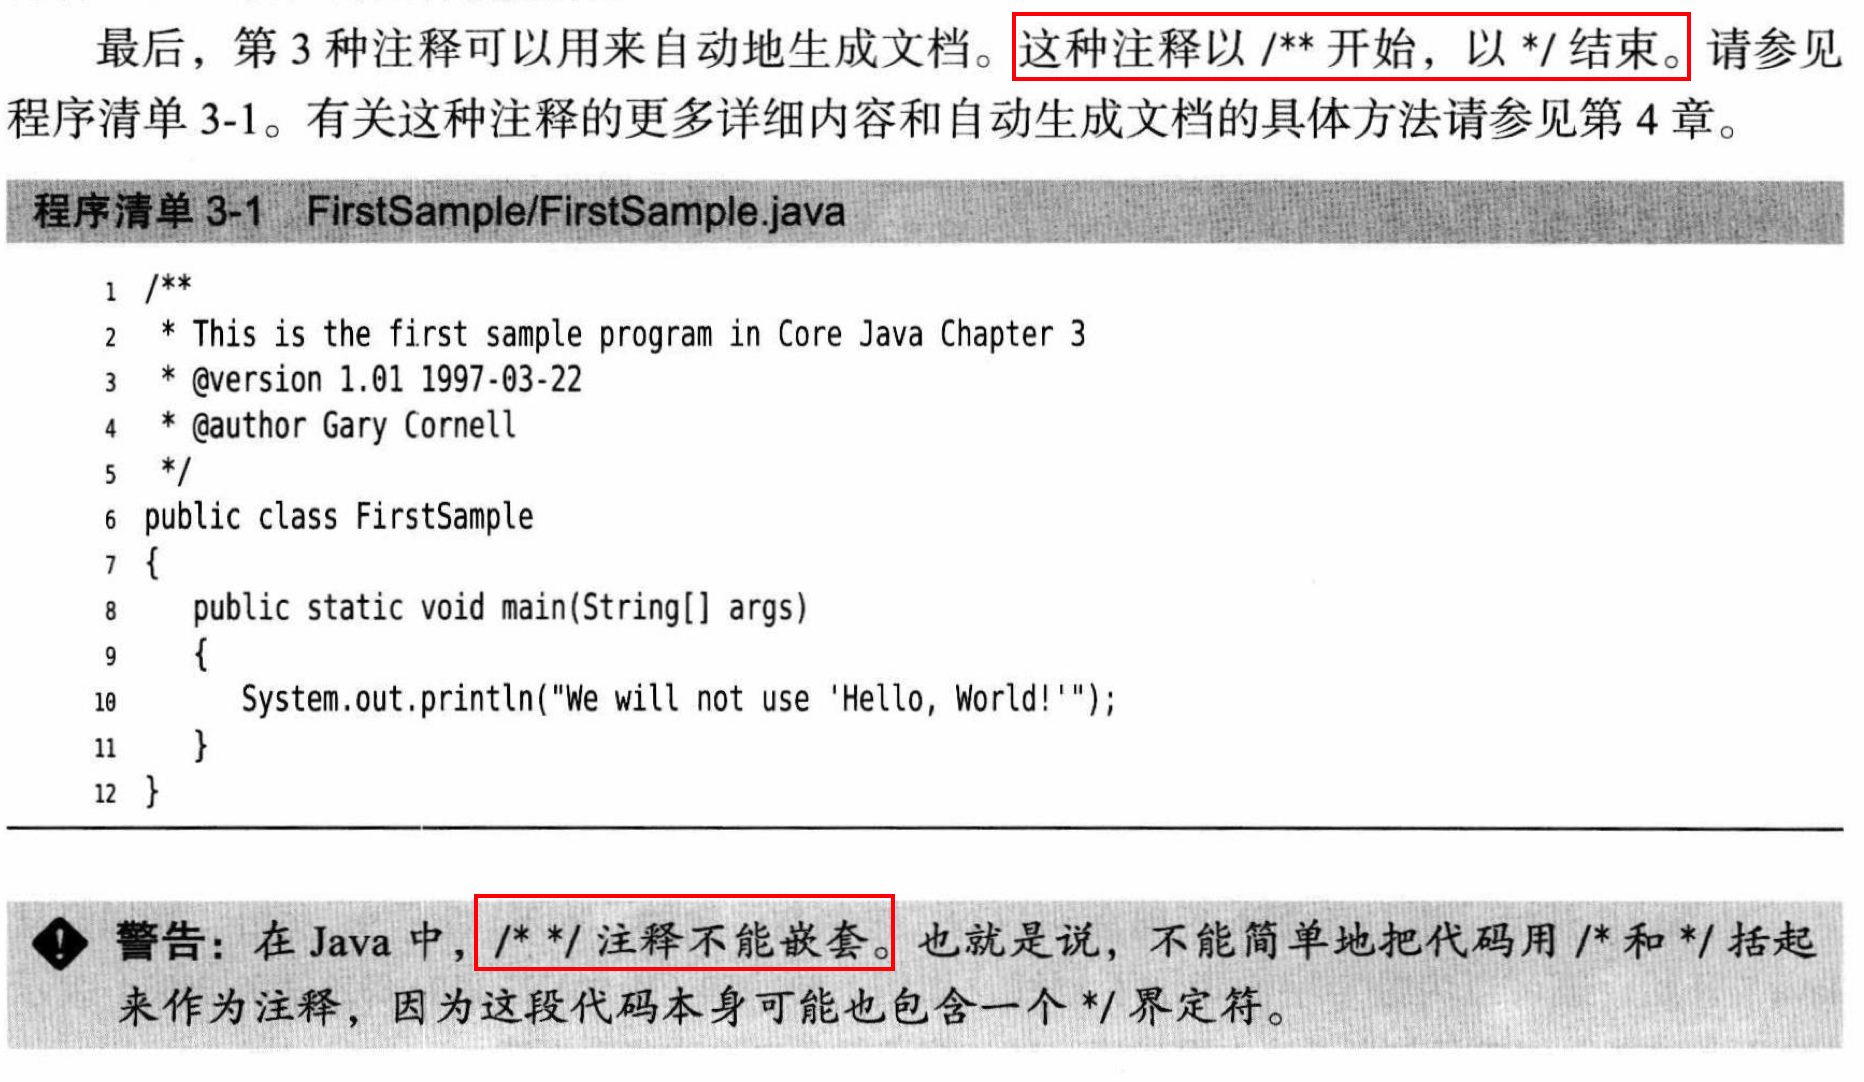 最后，第 3 种注释可以用来自动地生成文档。这种注释以 /** 开始，以 */ 结束。请参见
程序清单 3-1。有关这种注释的更多详细内容和自动生成文档的具体方法请参见第 4 章。
程序清单 3-1 FirstSample/FirstSample.java
1 /**
2 * This is the first sample program in Core Java Chapter 3
3 * @version 1.01 1997-03-22
4 * @author Gary Cornell
5 */
6 public class FirstSample
7 {
8 public static void main(String[] args)
9 {
10 System.out.println("We will not use 'Hello, World!'");
11 }
12 }
警告：在 Java 中，/* */ 注释不能嵌套。也就是说，不能简单地把代码用 /* 和 */ 括起
来作为注释，因为这段代码本身可能也包含一个 */ 界定符。